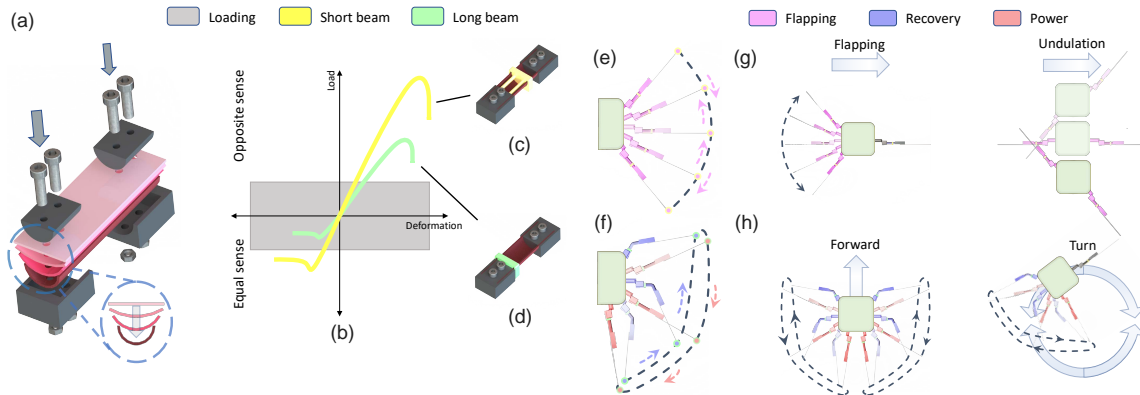 (a)
Loading
Short beam
Long beam
Opposite sense
Equal sense
Load
Deformation
(b)
(c)
(d)
Flapping
Recovery
Power
(e)
(f)
(g)
Flapping
Undulation
(h)
Forward
Turn